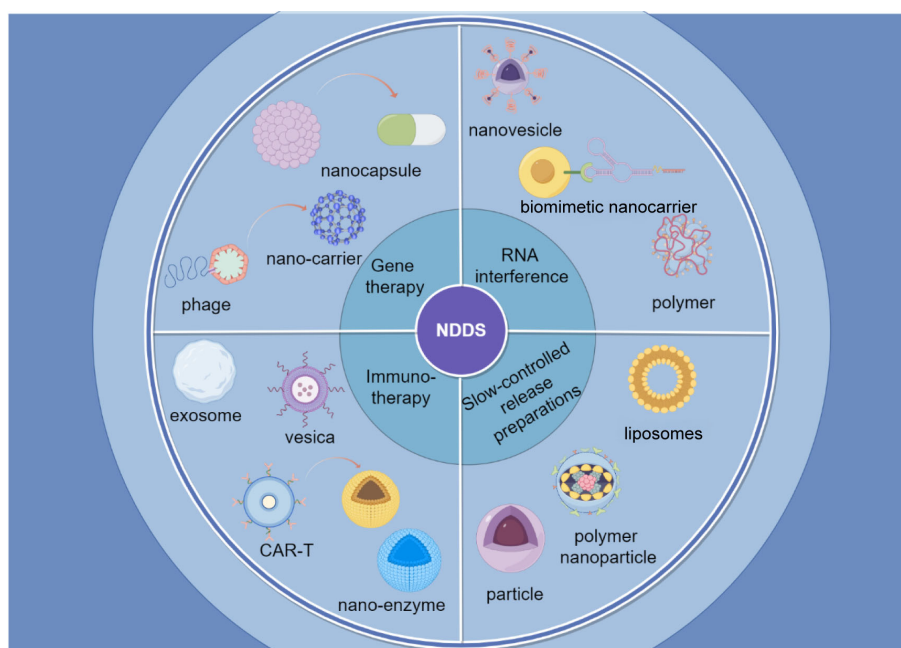 nanocapsule
nano-carrier
phage
Gene
therapy
nanovesicle
biomimetic nanocarrier
polymer
RNA
interference
NDDS
exosome
vesica
CAR-T
nano-enzyme
Immuno-
therapy
Slow-controlled
release
preparations
liposomes
polymer
nanoparticle
particle